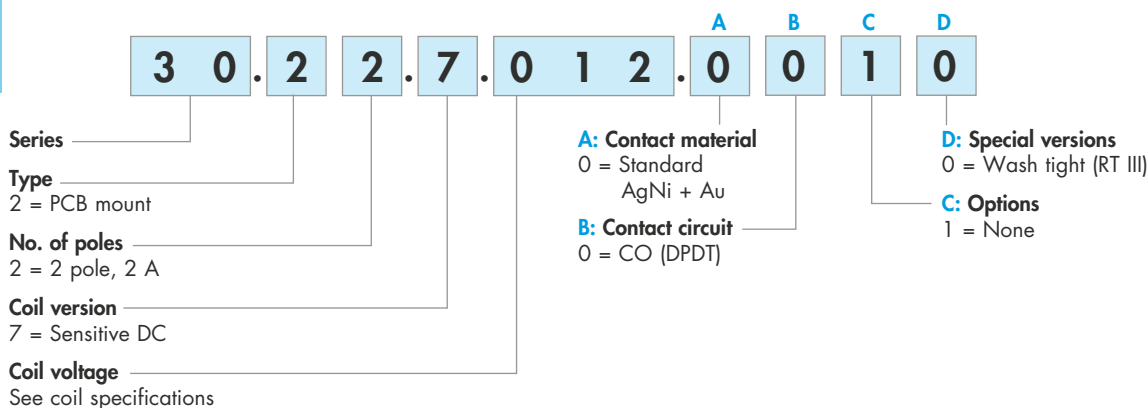 A B C D
3 0 . 2 2 . 7 . 0 1 2 . 0 0 1 0
Series
Type
2 = PCB mount
No. of poles
2 = 2 pole, 2 A
Coil version
7 = Sensitive DC
Coil voltage
See coil specifications
A: Contact material
0 = Standard
AgNi + Au
B: Contact circuit
0 = CO (DPDT)
D: Special versions
0 = Wash tight (RT III)
C: Options
1 = None